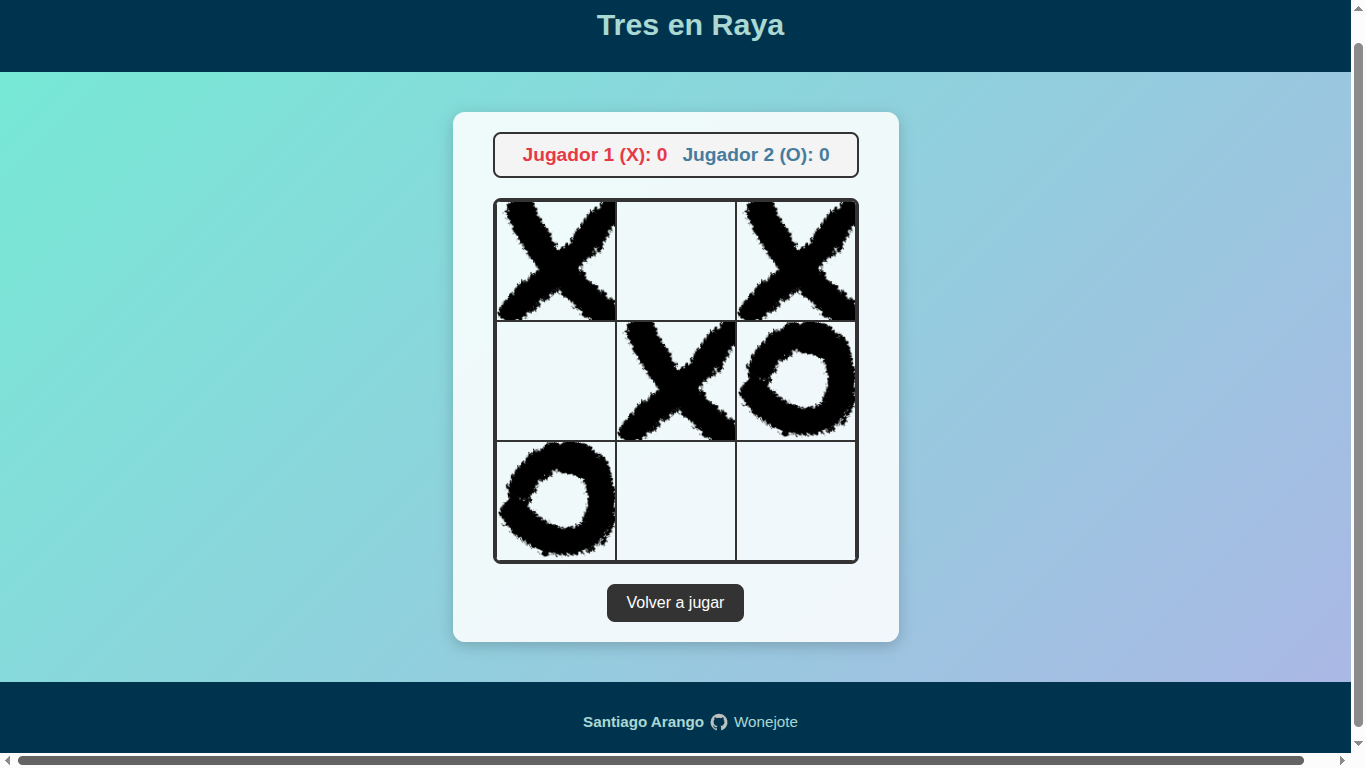 Tres en Raya
Jugador 1 (X): 0 Jugador 2 (O): 0
X X
X O
O
Volver a jugar
Santiago Arango Wonejote